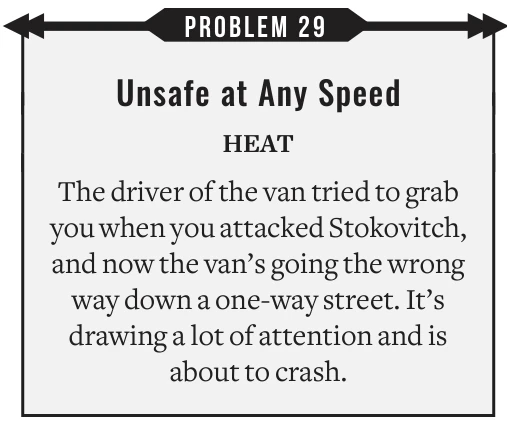 PROBLEM 29
Unsafe at Any Speed
HEAT
The driver of the van tried to grab
you when you attacked Stokovitch,
and now the van’s going the wrong
way down a one-way street. It’s
drawing a lot of attention and is
about to crash.